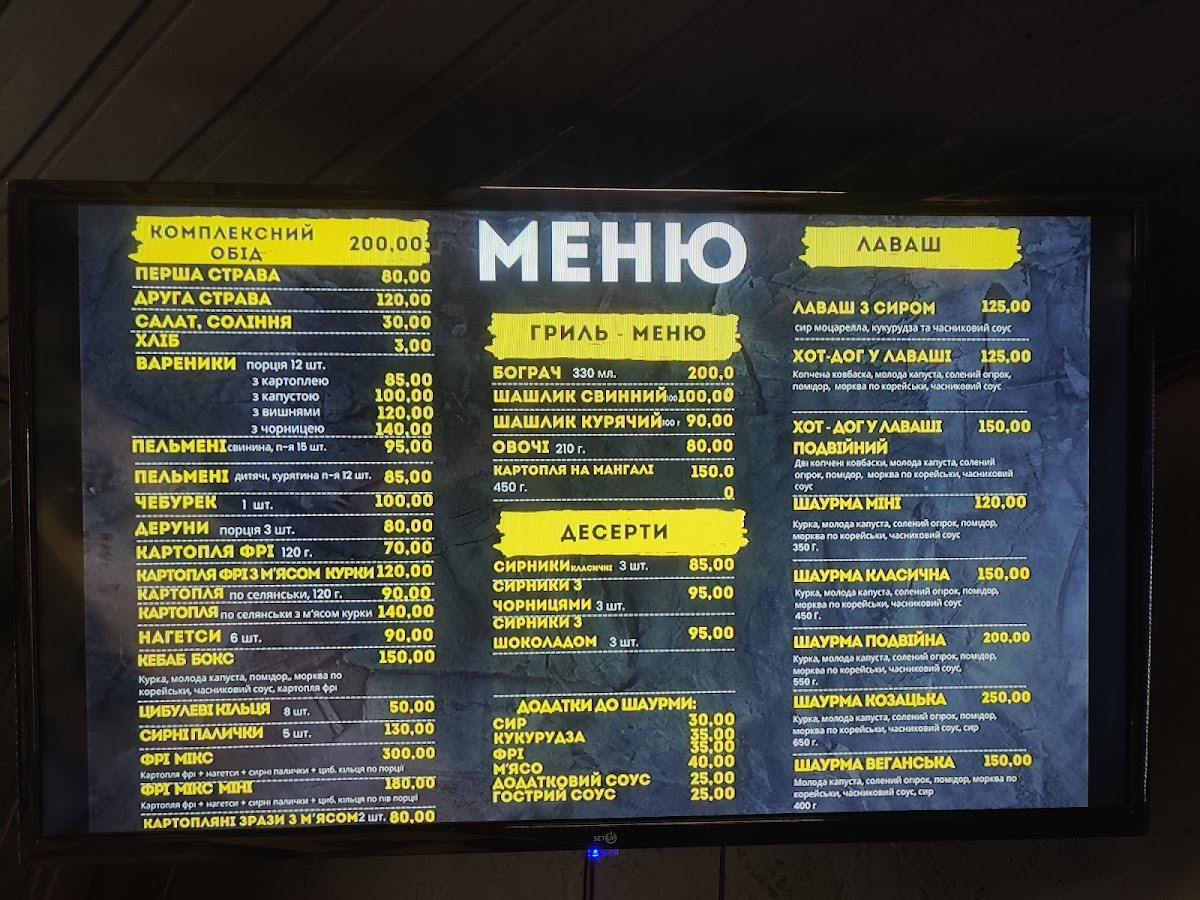 КОМПЛЕКСНИЙ
ОБІД 200,00
ПЕРША СТРАВА 80,00
ДРУГА СТРАВА 120,00
САЛАТ, СОЛІННЯ 30,00
ХЛІБ 3,00
ВАРЕНИКИ порція 12 шт.
з картоплею 85,00
з капустою 100,00
з вишнями 120,00
з чорницею 140,00
ПЕЛЬМЕНІ свинина, п-я 15 шт. 95,00
ПЕЛЬМЕНІ дитячі, курятина п-я 12 шт. 85,00
ЧЕБУРЕК 1 шт. 100,00
ДЕРУНИ порція 3 шт. 80,00
КАРТОПЛЯ ФРІ 120 г. 70,00
КАРТОПЛЯ ФРІ З М'ЯСОМ КУРКИ 120,00
КАРТОПЛЯ по селянськи, 120 г. 90,00
КАРТОПЛЯ по селянськи з м'ясом курки 140,00
НАГЕТСИ 6 шт. 90,00
КЕБАБ БОКС 150,00
Курка, молода капуста, помідор,, морква по
корейськи, часниковий соус, картопля фрі
ЦИБУЛЕВІ КІЛЬЦЯ 8 шт. 50,00
СИРНІ ПАЛИЧКИ 5 шт. 130,00
ФРІ МІКС 300,00
Картопля фрі + нагетси + сирні палички + циб. кільця по порції
ФРІ МІКС МІНІ 180,00
Картопля фрі + нагетси + сирні палички + циб. кільця по пів порції
КАРТОПЛЯНІ ЗРАЗИ З М'ЯСОМ 2 шт. 80,00
МЕНЮ
ГРИЛЬ - МЕНЮ
БОГРАЧ 330 мл. 200,0
ШАШЛИК СВИННИЙ 100 100,00
ШАШЛИК КУРЯЧИЙ 100 г 90,00
ОВОЧІ 210 г. 80,00
КАРТОПЛЯ НА МАНГАЛІ 150.0
450 г. 0
ДЕСЕРТИ
СИРНИКИ КЛАСИЧНІ 3 шт. 85,00
СИРНИКИ З
ЧОРНИЦЯМИ 3 шт. 95,00
СИРНИКИ З
ШОКОЛАДОМ 3 шт. 95,00
ДОДАТКИ ДО ШАУРМИ:
СИР 30,00
КУКУРУДЗА 35,00
ФРІ 35,00
М'ЯСО 40,00
ДОДАТКОВИЙ СОУС 25,00
ГОСТРИЙ СОУС 25,00
ЛАВАШ
ЛАВАШ З СИРОМ 125,00
сир моцарелла, кукурудза та часниковий соус
ХОТ-ДОГ У ЛАВАШІ 125,00
Копчена ковбаска, молода капуста, солений огірок,
помідор, морква по корейськи, часниковий соус
ХОТ - ДОГ У ЛАВАШІ 150,00
ПОДВІЙНИЙ
Дві копчені ковбаски, молода капуста, солений
огірок, помідор, морква по корейськи, часниковий
соус
ШАУРМА МІНІ 120,00
Курка, молода капуста, солений огірок, помідор,
морква по корейськи, часниковий соус
350 Г.
ШАУРМА КЛАСИЧНА 150,00
Курка, молода капуста, солений огірок, помідор,
морква по корейськи, часниковий соус
450 Г.
ШАУРМА ПОДВІЙНА 200,00
Курка, молода капуста, солений огірок, помідор,
морква по корейськи, часниковий соус,
550 г.
ШАУРМА КОЗАЦЬКА 250,00
Курка, молода капуста, солений огірок, помідор,
морква по корейськи, часниковий соус, сир
650 г.
ШАУРМА ВЕГАНСЬКА 150,00
Молода капуста, солений огірок, помідор, морква по
корейськи, часниковий соус, сир
400 г
SETUP